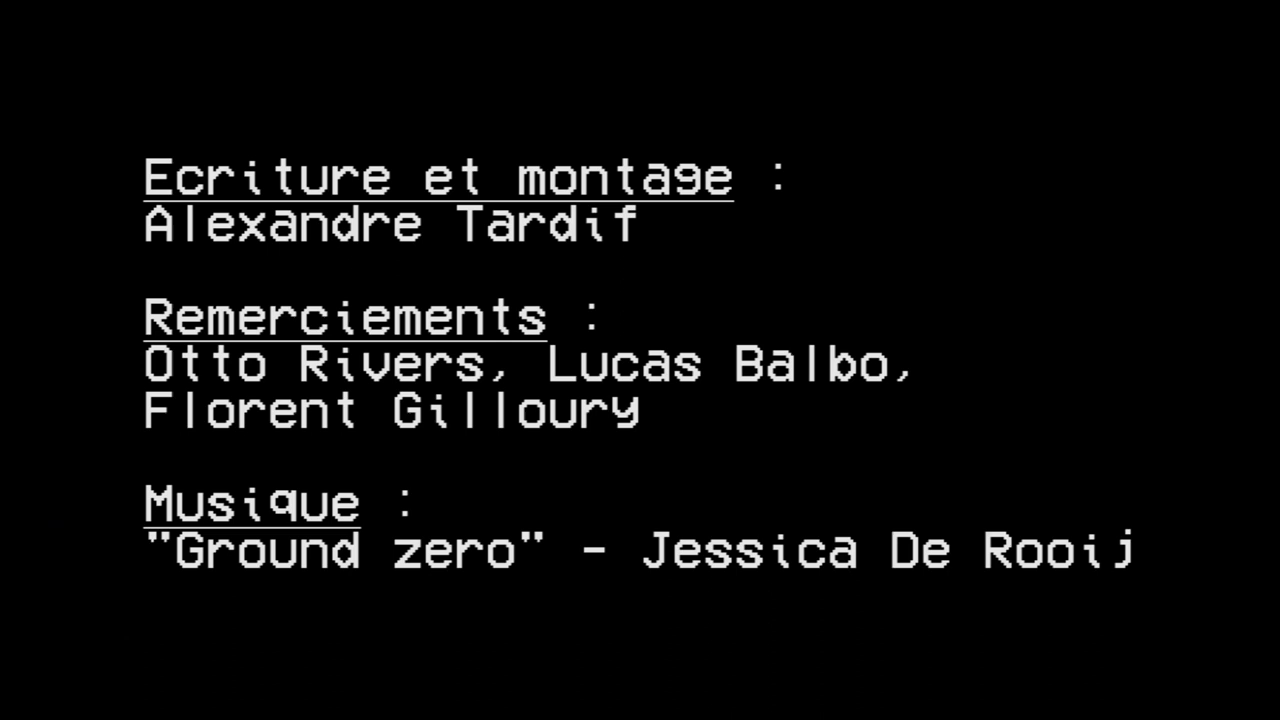 Ecriture et montage :
Alexandre Tardif
Remerciements :
Otto Rivers, Lucas Balbo,
Florent Gilloury
Musique :
"Ground zero" - Jessica De Rooij